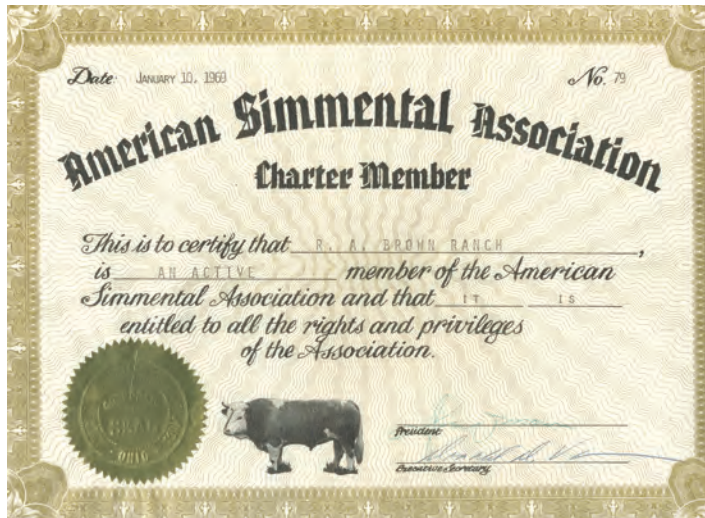 Date: JANUARY 10, 1969 No. 79
American Simmental Association
Charter Member
This is to certify that R. A. BROWN RANCH,
is AN ACTIVE member of the American
Simmental Association and that IT IS
entitled to all the rights and privileges
of the Association.
SEAL
OHIO
President
Executive Secretary